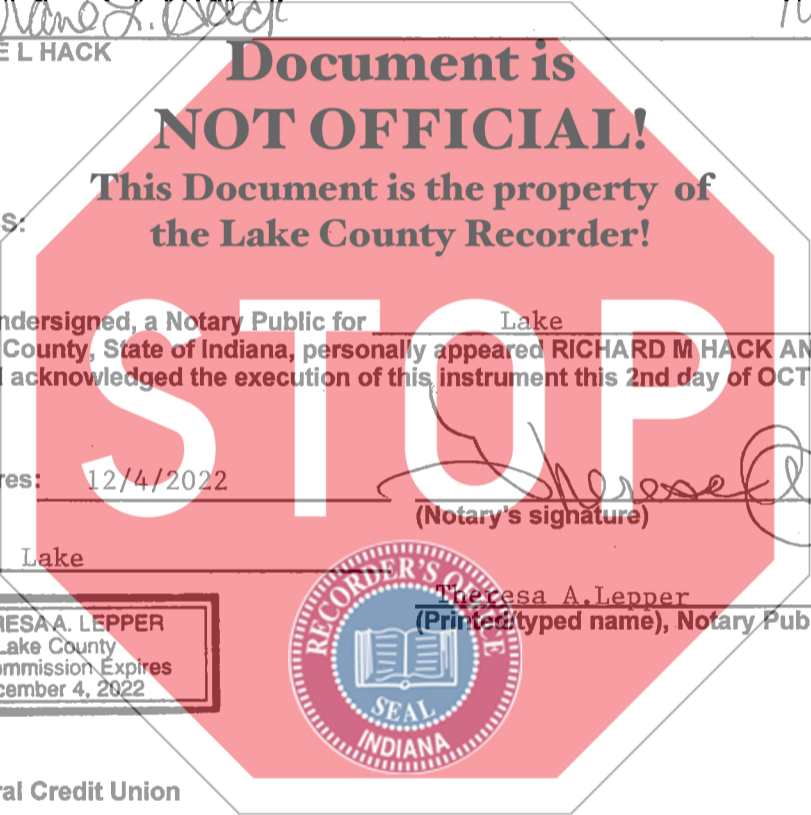 E L HACK
Document is
NOT OFFICIAL!
This Document is the property of
the Lake County Recorder!
S:
ndersigned, a Notary Public for Lake
County, State of Indiana, personally appeared RICHARD M HACK AN
acknowledged the execution of this instrument this 2nd day of OCT
STOP
res: 12/4/2022
(Notary's signature)
Lake
Theresa A.Lepper
(Printed/typed name), Notary Pub
RESA A. LEPPER
Lake County
mmission Expires
cember 4, 2022
RECORDER'S OFFICE
SEAL
INDIANA
ral Credit Union